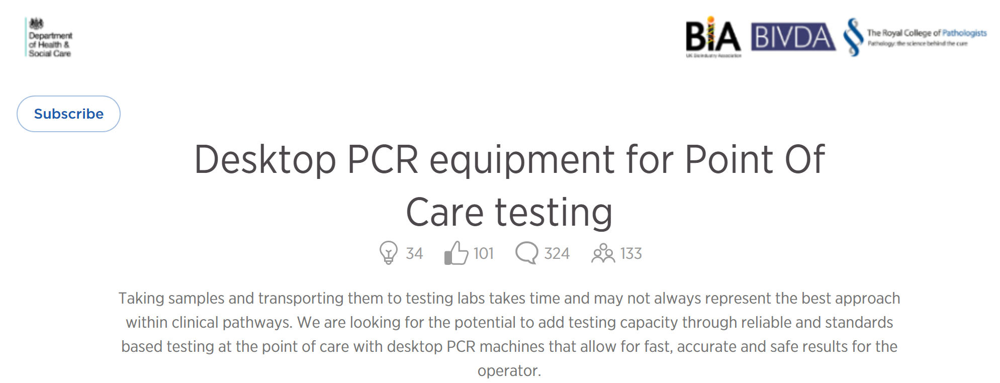 Department
of Health &
Social Care
BIA
UK BioIndustry Association
BIVDA
The Royal College of Pathologists
Pathology: the science behind the cure
Subscribe
Desktop PCR equipment for Point Of
Care testing
34 101 324 133
Taking samples and transporting them to testing labs takes time and may not always represent the best approach
within clinical pathways. We are looking for the potential to add testing capacity through reliable and standards
based testing at the point of care with desktop PCR machines that allow for fast, accurate and safe results for the
operator.